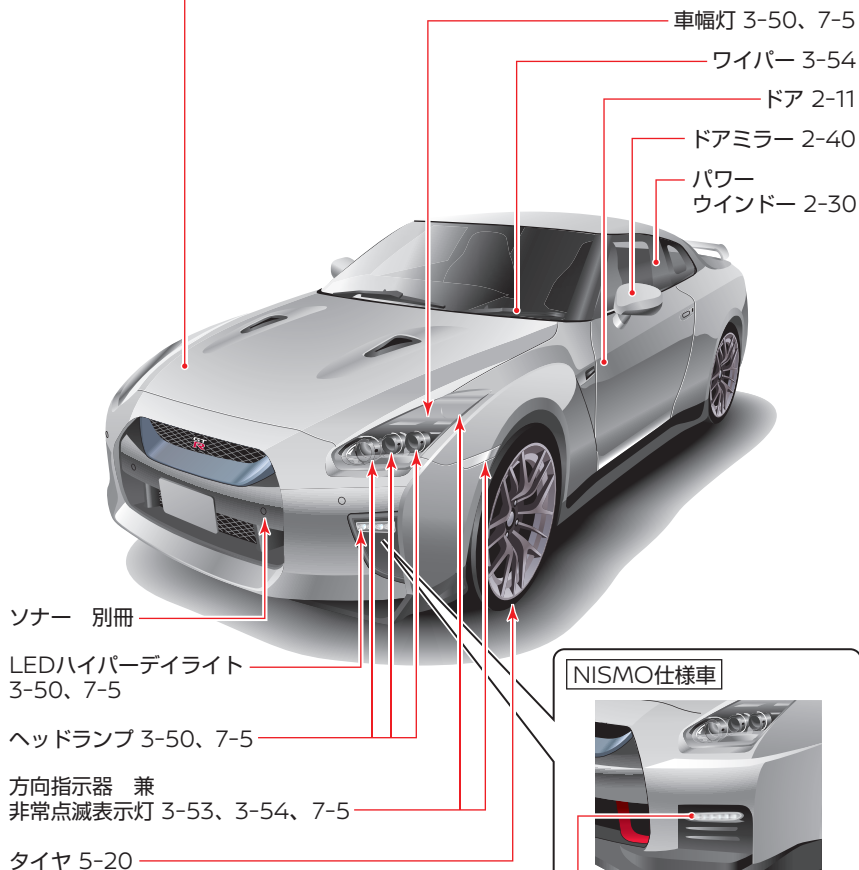 車幅灯 3-50、7-5
ワイパー 3-54
ドア 2-11
ドアミラー 2-40
パワー
ウインドー 2-30
ソナー　別冊
LEDハイパーデイライト
3-50、7-5
ヘッドランプ 3-50、7-5
方向指示器　兼
非常点滅表示灯 3-53、3-54、7-5
タイヤ 5-20
NISMO仕様車